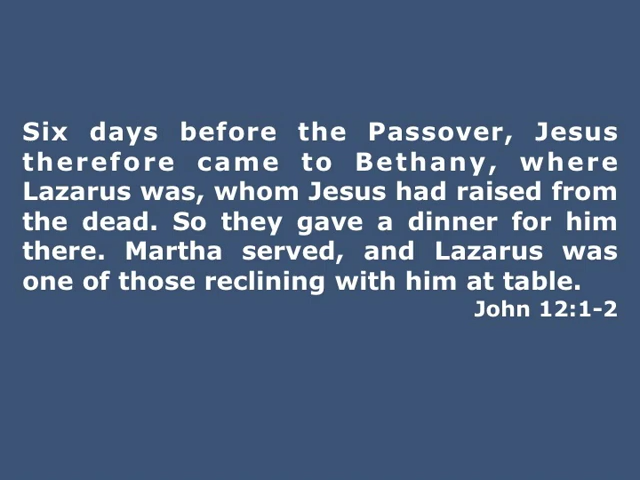 Six days before the Passover, Jesus
therefore came to Bethany, where
Lazarus was, whom Jesus had raised from
the dead. So they gave a dinner for him
there. Martha served, and Lazarus was
one of those reclining with him at table.
John 12:1-2